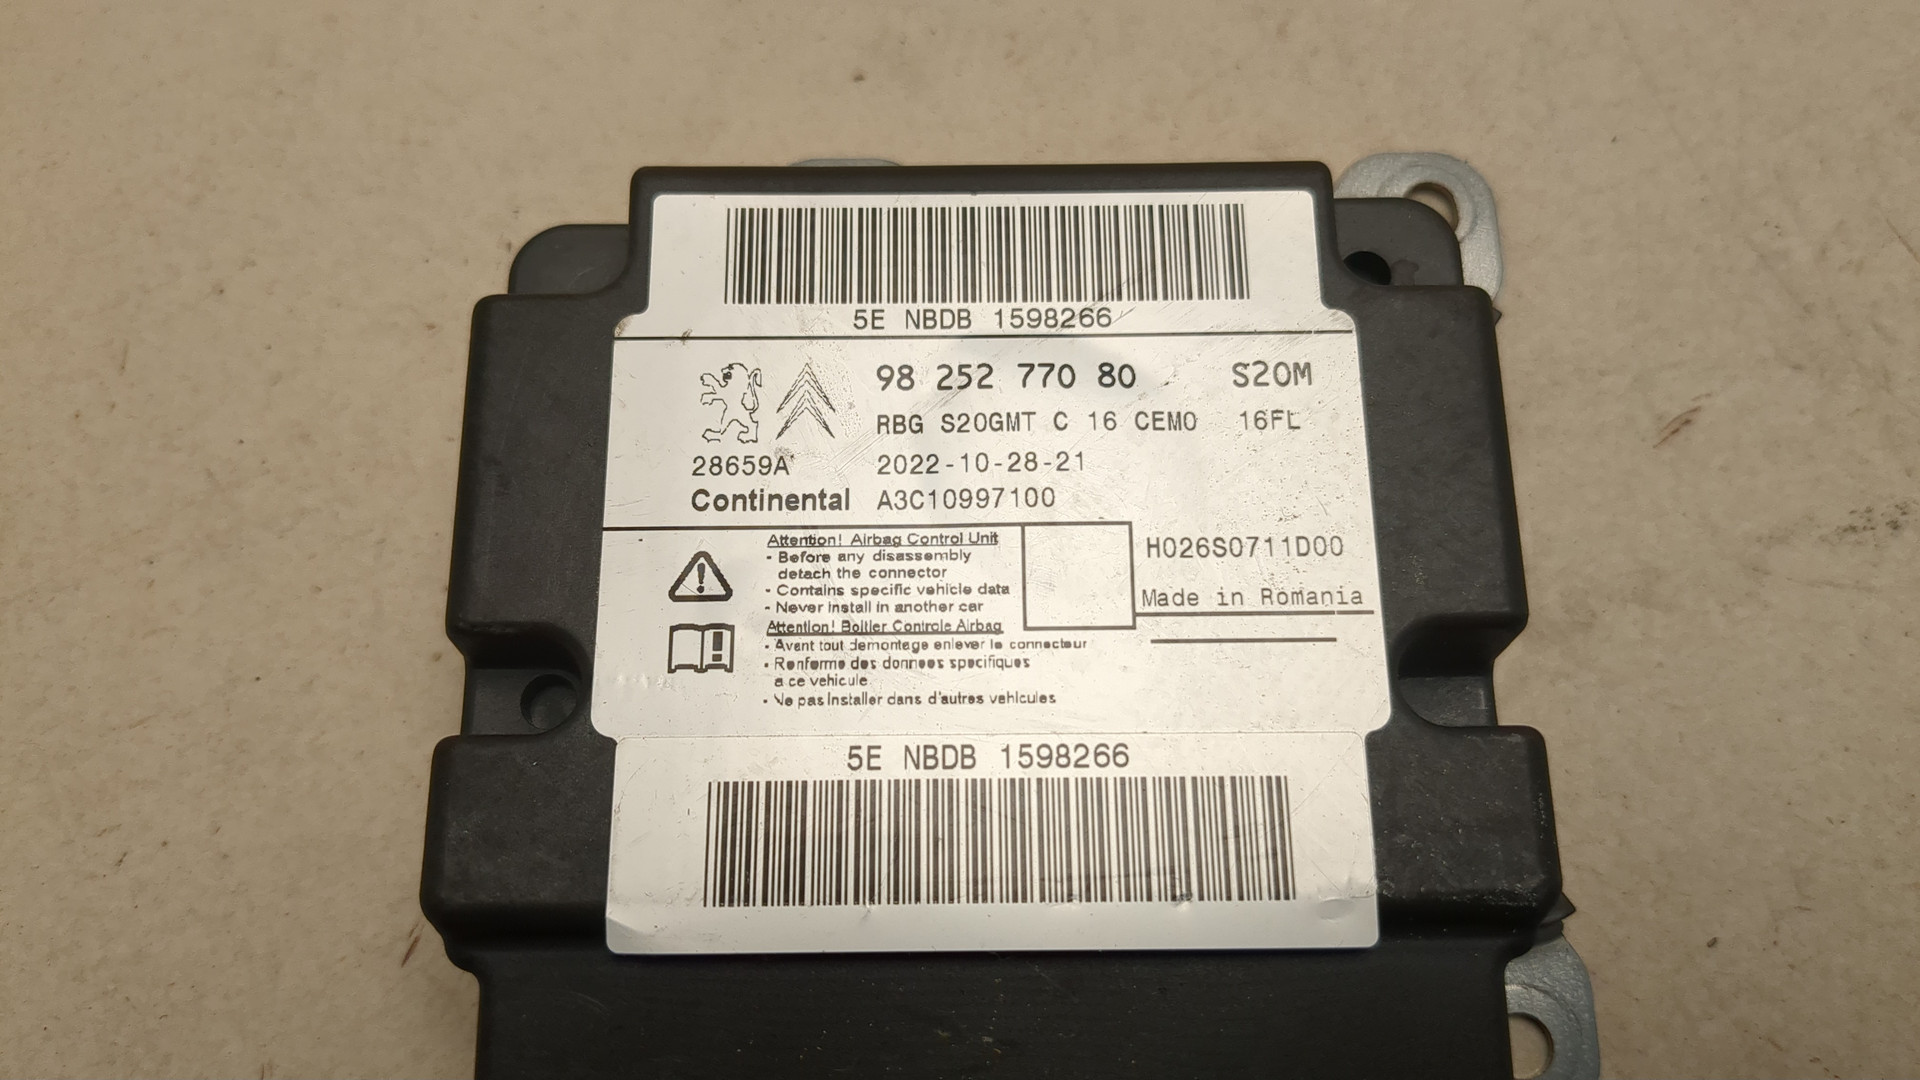 5E NBDB 1598266
98 252 770 80 S20M
RBG S20GMT C 16 CEMO 16FL
28659A 2022-10-28-21
Continental A3C10997100
Attention! Airbag Control Unit
- Before any disassembly
detach the connector
- Contains specific vehicle data
- Never install in another car
Attention! Boitier Controle Airbag
- Avant tout demontage enlever le connecteur
- Renferme des donnees specifiques
a ce vehicule
- Ne pas installer dans d'autres vehicules
H026S0711D00
Made in Romania
5E NBDB 1598266